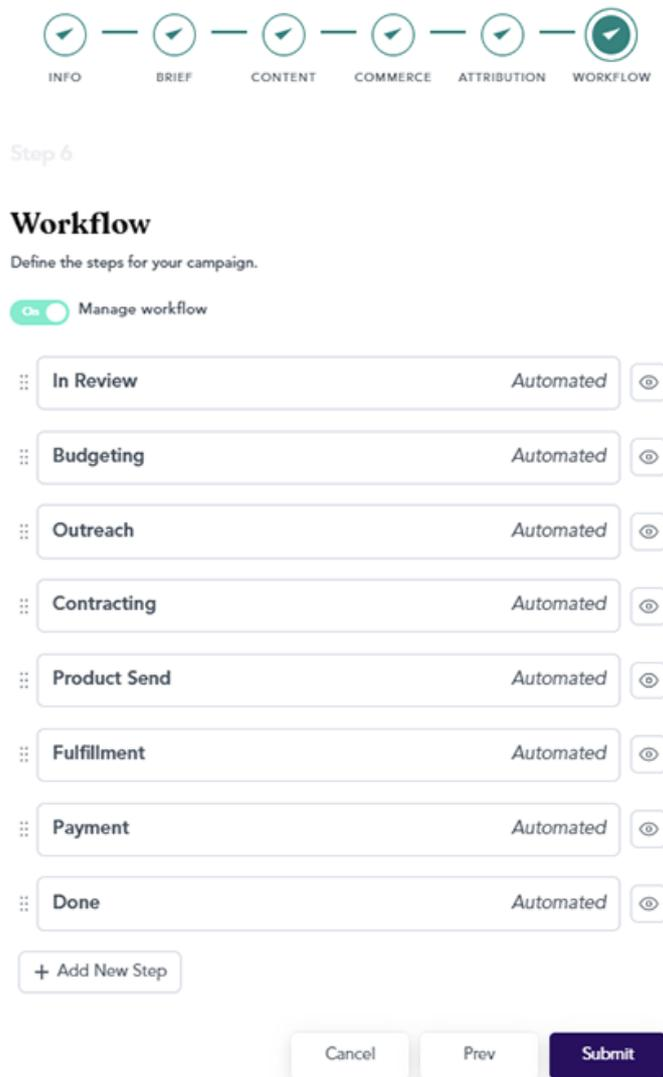 INFO BRIEF CONTENT COMMERCE ATTRIBUTION WORKFLOW
Step 6
Workflow
Define the steps for your campaign.
On Manage workflow
In Review Automated
Budgeting Automated
Outreach Automated
Contracting Automated
Product Send Automated
Fulfillment Automated
Payment Automated
Done Automated
+ Add New Step
Cancel Prev Submit